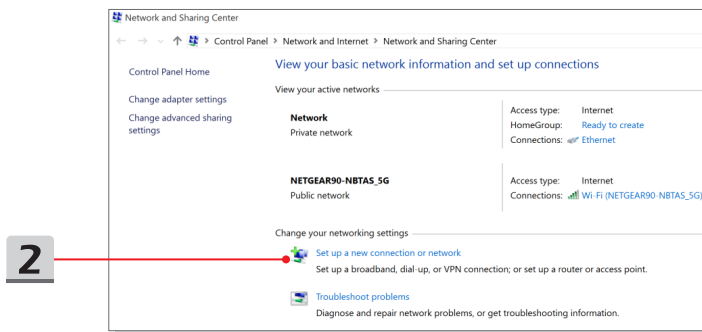 Network and Sharing Center
Control Panel > Network and Internet > Network and Sharing Center
Control Panel Home
Change adapter settings
Change advanced sharing
settings
View your basic network information and set up connections
View your active networks
Network
Private network
Access type: Internet
HomeGroup: Ready to create
Connections: Ethernet
NETGEAR90-NBTAS_5G
Public network
Access type: Internet
Connections: Wi-Fi (NETGEAR90-NBTAS_5G)
Change your networking settings
2
Set up a new connection or network
Set up a broadband, dial-up, or VPN connection; or set up a router or access point.
Troubleshoot problems
Diagnose and repair network problems, or get troubleshooting information.